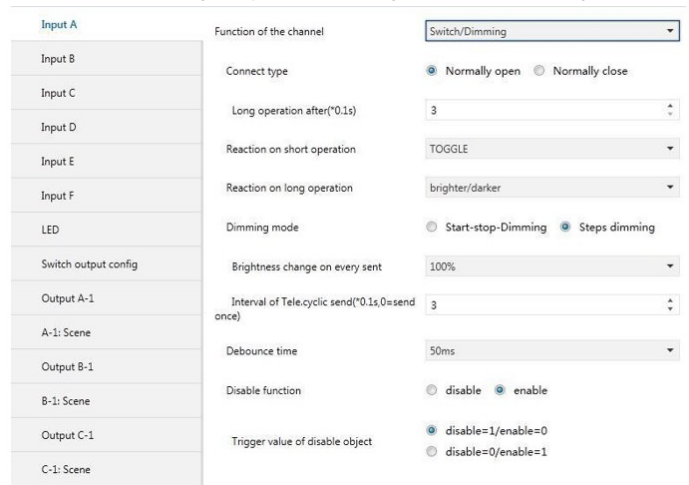 Input A
Input B
Input C
Input D
Input E
Input F
LED
Switch output config
Output A-1
A-1: Scene
Output B-1
B-1: Scene
Output C-1
C-1: Scene
Function of the channel Switch/Dimming
Connect type Normally open Normally close
Long operation after(*0.1s) 3
Reaction on short operation TOGGLE
Reaction on long operation brighter/darker
Dimming mode Start-stop-Dimming Steps dimming
Brightness change on every sent 100%
Interval of Tele.cyclic send(*0.1s,0=send
once) 3
Debounce time 50ms
Disable function disable enable
Trigger value of disable object disable=1/enable=0
disable=0/enable=1